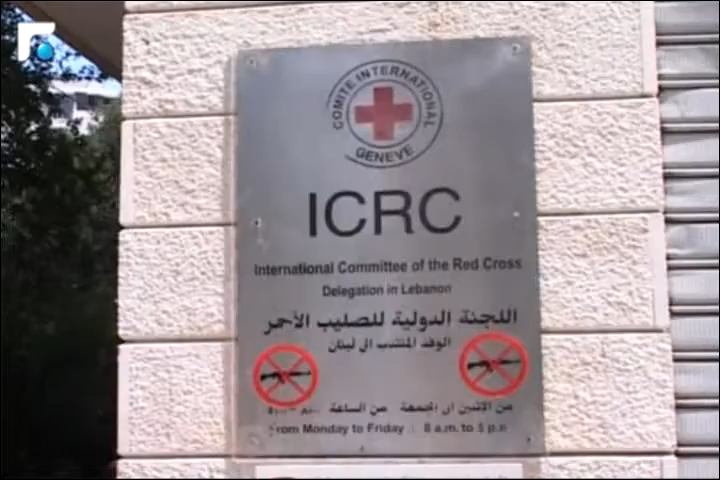 COMITE INTERNATIONAL
GENEVE
ICRC
International Committee of the Red Cross
Delegation in Lebanon
اللجنة الدولية للصليب الأحمر
الوفد المنتدب الى لبنان
من الاثنين الى الجمعة من الساعة
from Monday to Friday : 8 a.m. to 5 p.m